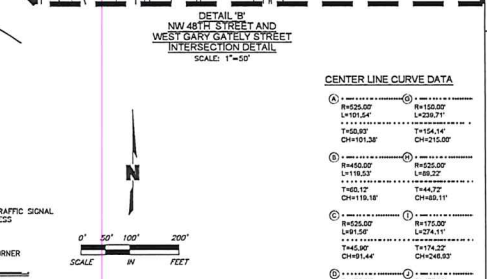 DETAIL 'B'
NW 48TH STREET AND
WEST GARY GATELY STREET
INTERSECTION DETAIL
SCALE: 1"=50'
CENTER LINE CURVE DATA
A G
R=525.00' R=150.00'
L=101.54' L=239.71'
T=50.93' T=154.14'
CH=101.38' CH=215.00'
B H
R=450.00' R=525.00'
L=119.53' L=89.22'
T=60.12' T=44.72'
CH=119.18' CH=89.11'
C I
R=525.00' R=175.00'
L=91.56' L=274.11'
T=45.90' T=174.22'
CH=91.44' CH=246.93'
D J
N
RAFFIC SIGNAL
ESS
RNER
0' 50' 100' 200'
SCALE IN FEET